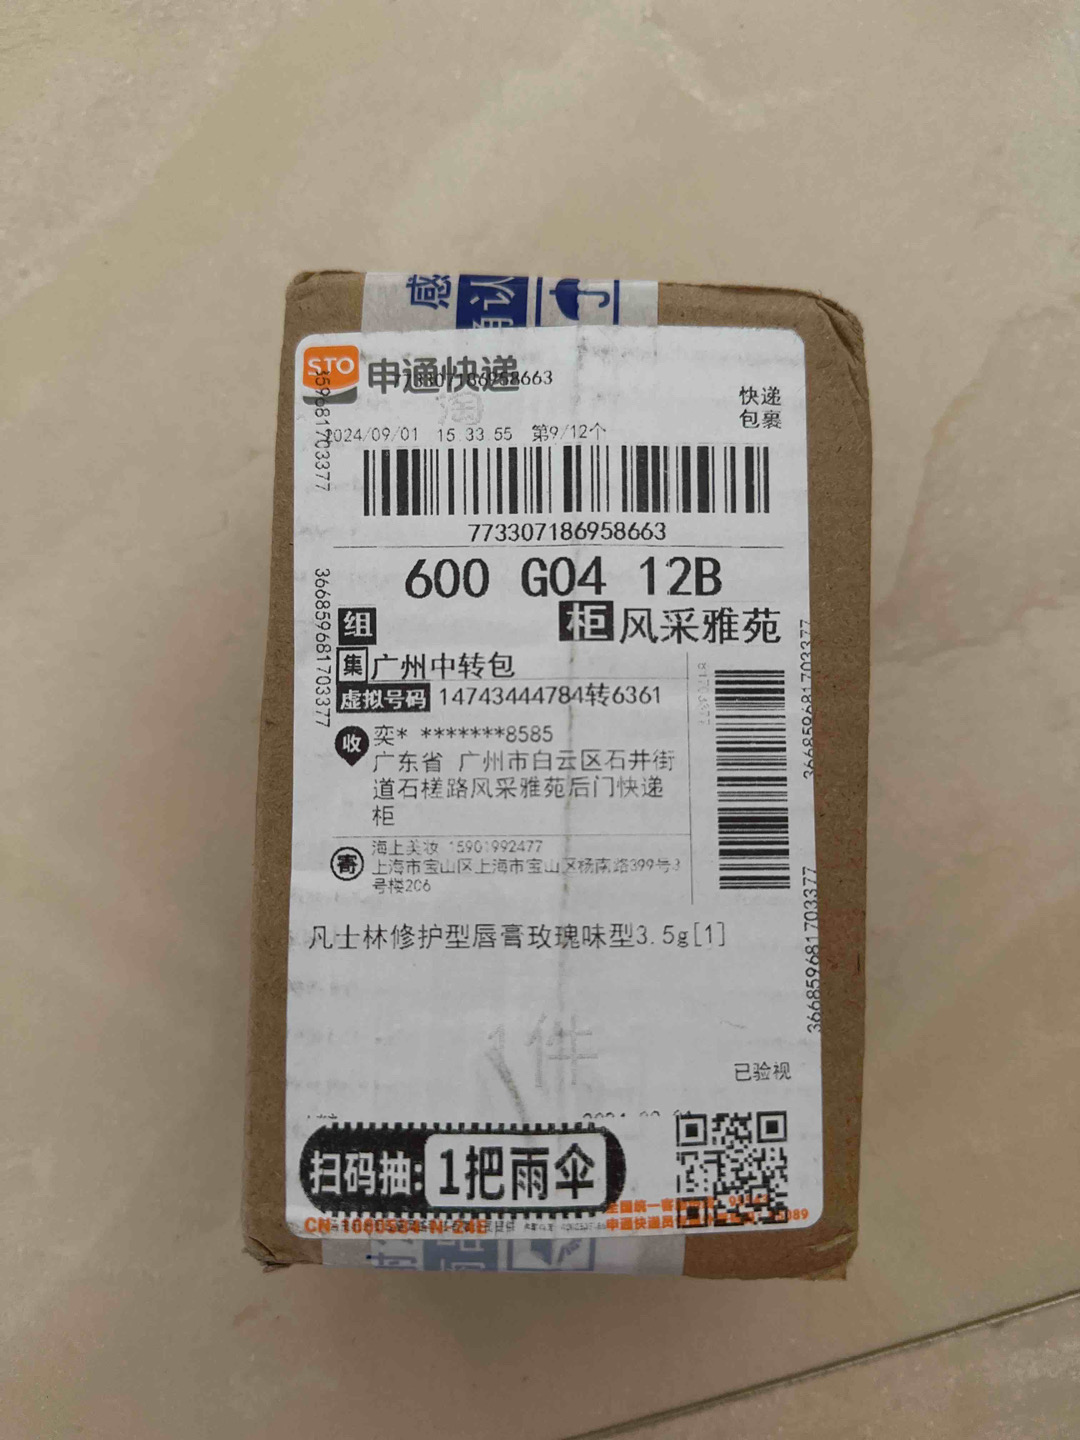 STO 申通快递
773307186958663
快递
包裹
淘
2024/09/01 15:33:55 第9/12个
773307186958663
600 G04 12B
组
柜 风采雅苑
集 广州中转包
虚拟号码 14743444784转6361
收 奕* *******8585
广东省 广州市白云区石井街
道石槎路风采雅苑后门快递
柜
寄 海上美妆 15901992477
上海市宝山区上海市宝山区杨南路399号3
号楼206
凡士林修护型唇膏玫瑰味型3.5g[1]
1件
已验视
扫码抽: 1把雨伞
366859681703377
366859681703377
366859681703377